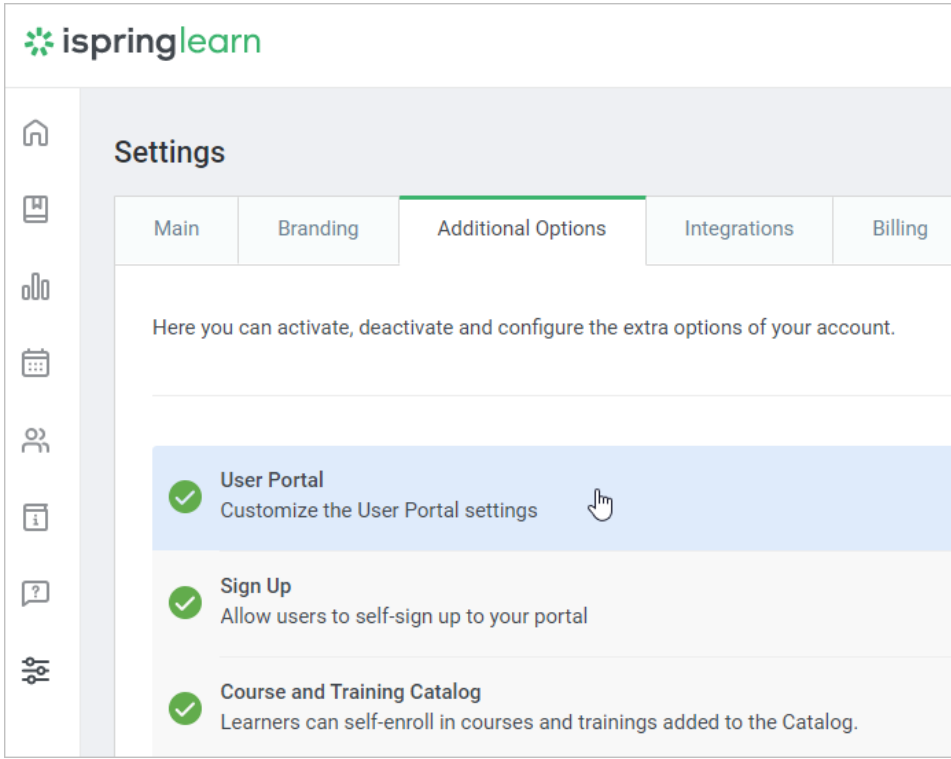 ispringlearn
Settings
Main
Branding
Additional Options
Integrations
Billing
Here you can activate, deactivate and configure the extra options of your account.
User Portal
Customize the User Portal settings
Sign Up
Allow users to self-sign up to your portal
Course and Training Catalog
Learners can self-enroll in courses and trainings added to the Catalog.